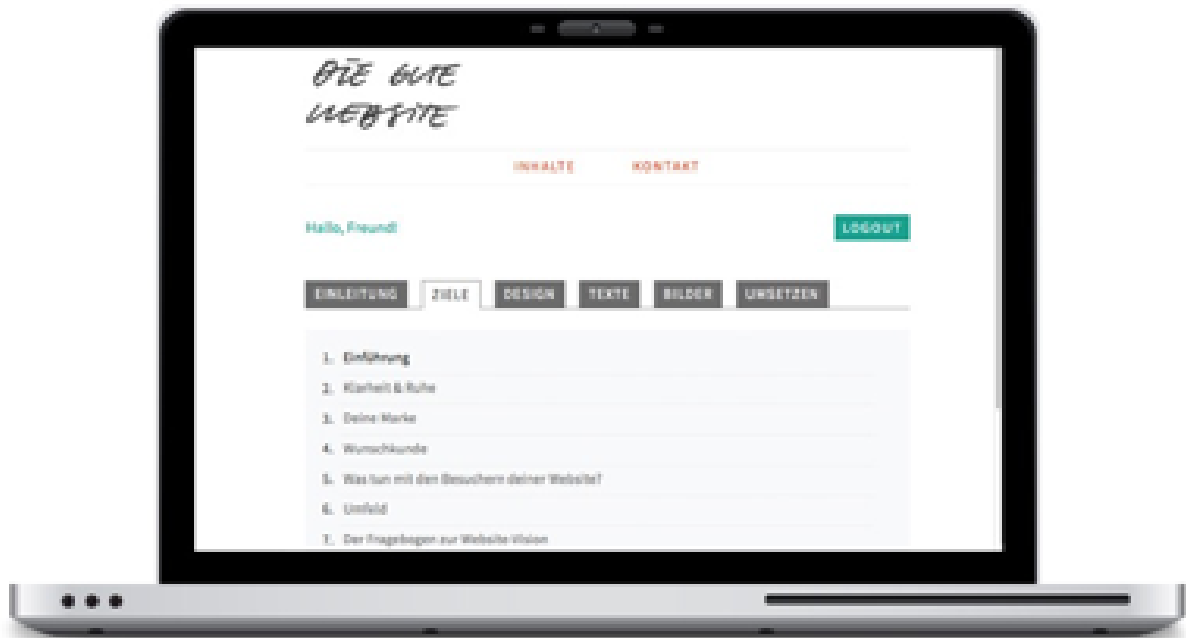 DIE GUTE
WEBSITE
INHALTE KONTAKT
Hallo, Freund!
LOGOUT
EINLEITUNG ZIELE DESIGN TEXTE BILDER UMSETZEN
1. Einführung
2. Klarheit & Ruhe
3. Deine Marke
4. Wunschkunde
5. Was tun mit den Besuchern deiner Website?
6. Umfeld
7. Der Fragebogen zur Website Vision